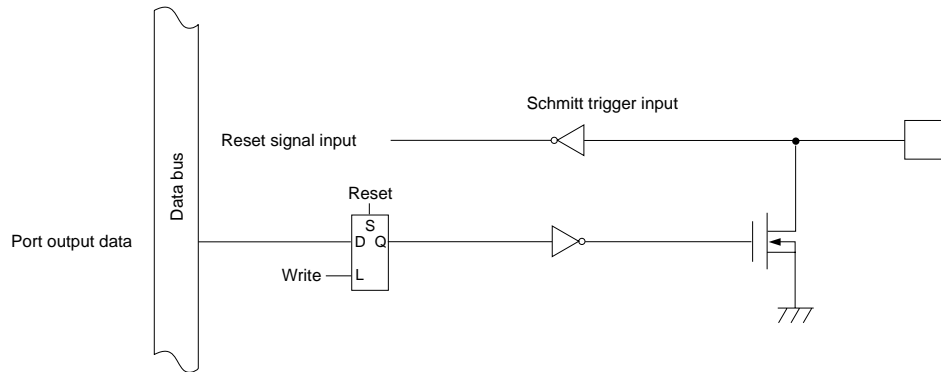 Schmitt trigger input
Reset signal input
Data bus
Reset
S
D Q
Port output data
Write
L